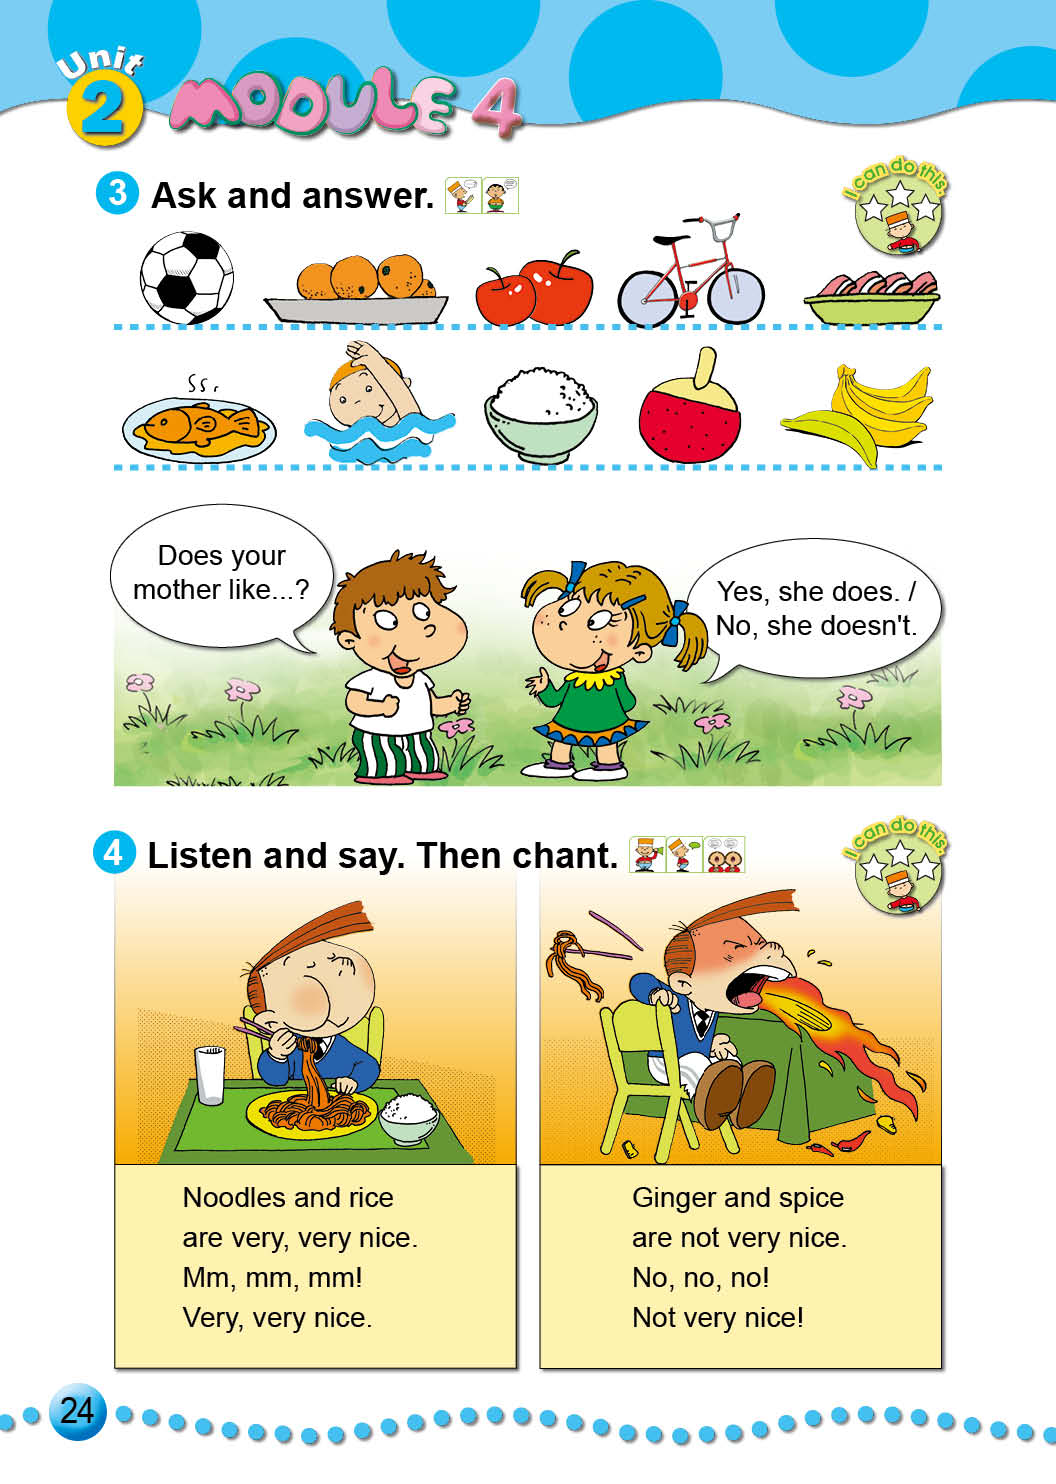 Unit
2 MODULE 4
3 Ask and answer.
I can do this.
Does your
mother like...?
Yes, she does. /
No, she doesn't.
4 Listen and say. Then chant.
I can do this.
Noodles and rice
are very, very nice.
Mm, mm, mm!
Very, very nice.
Ginger and spice
are not very nice.
No, no, no!
Not very nice!
24